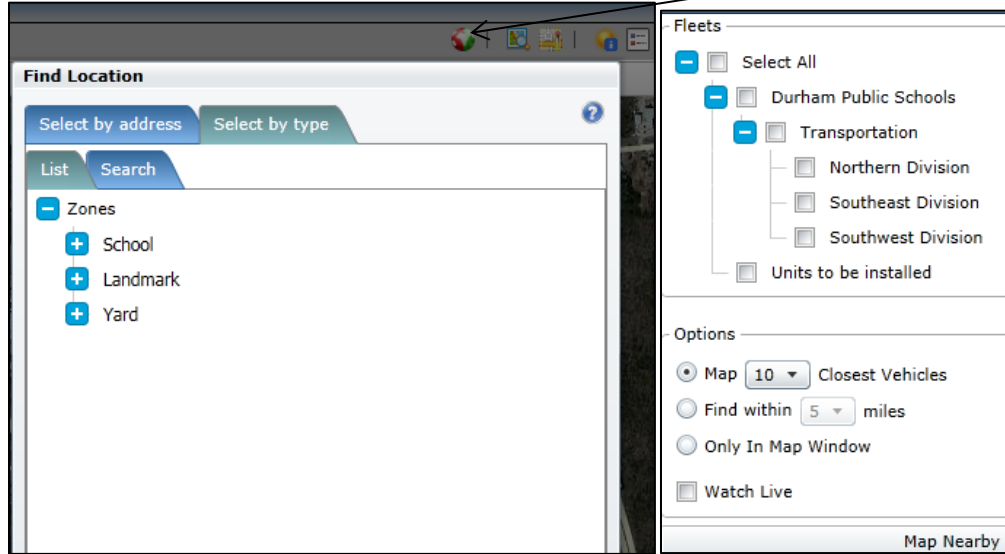 Find Location
Select by address Select by type
List Search
Zones
School
Landmark
Yard
Fleets
Select All
Durham Public Schools
Transportation
Northern Division
Southeast Division
Southwest Division
Units to be installed
Options
Map 10 Closest Vehicles
Find within 5 miles
Only In Map Window
Watch Live
Map Nearby